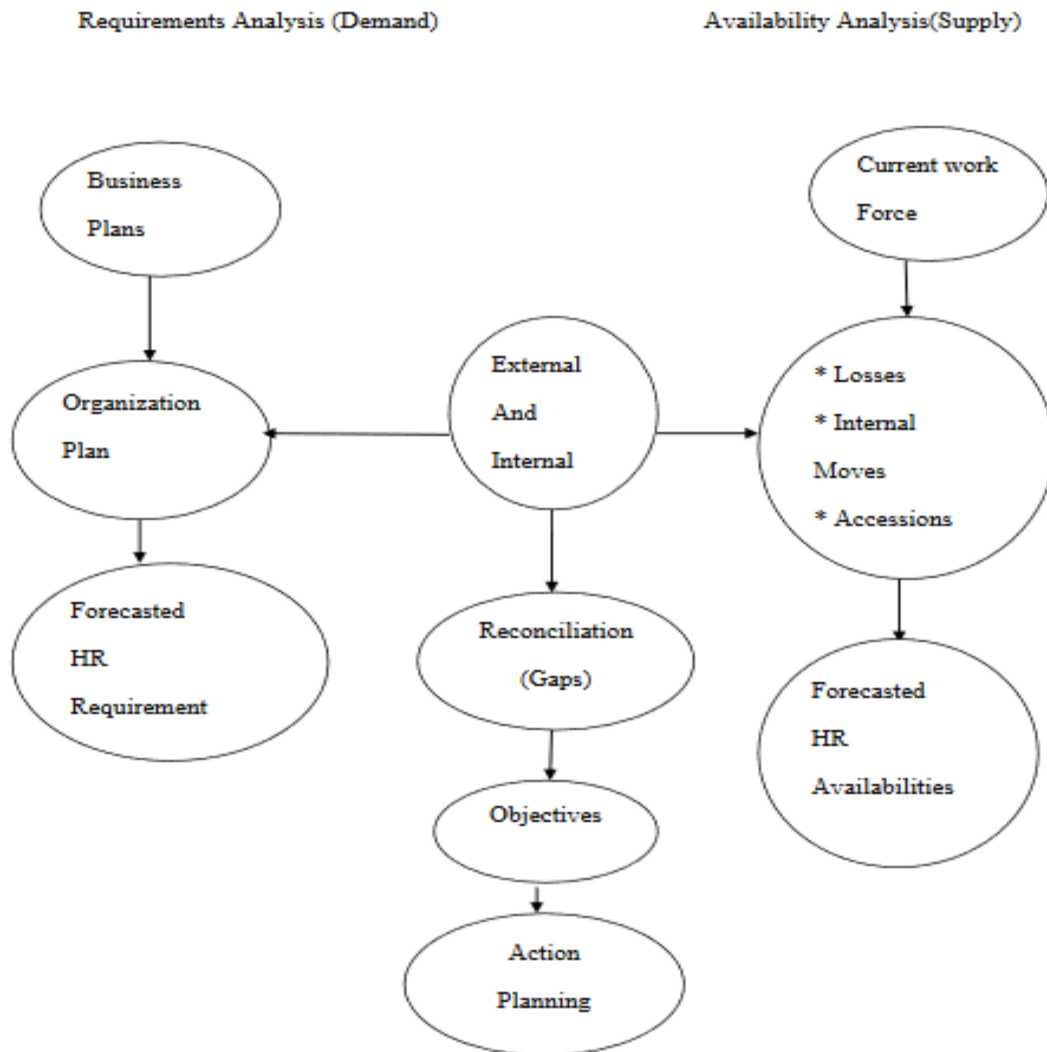 Requirements Analysis (Demand)
Availability Analysis(Supply)
Business
Plans
Current work
Force
External
And
Internal
Organization
Plan
* Losses
* Internal
Moves
* Accessions
Forecasted
HR
Requirement
Reconciliation
(Gaps)
Forecasted
HR
Availabilities
Objectives
Action
Planning